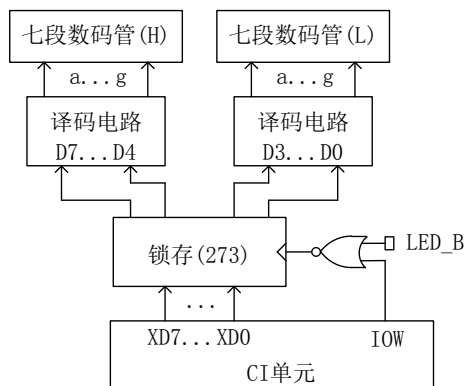 七段数码管(H) 七段数码管(L)
a...g a...g
译码电路 译码电路
D7...D4 D3...D0
锁存(273) LED_B
...
XD7...XD0 IOW
CI单元